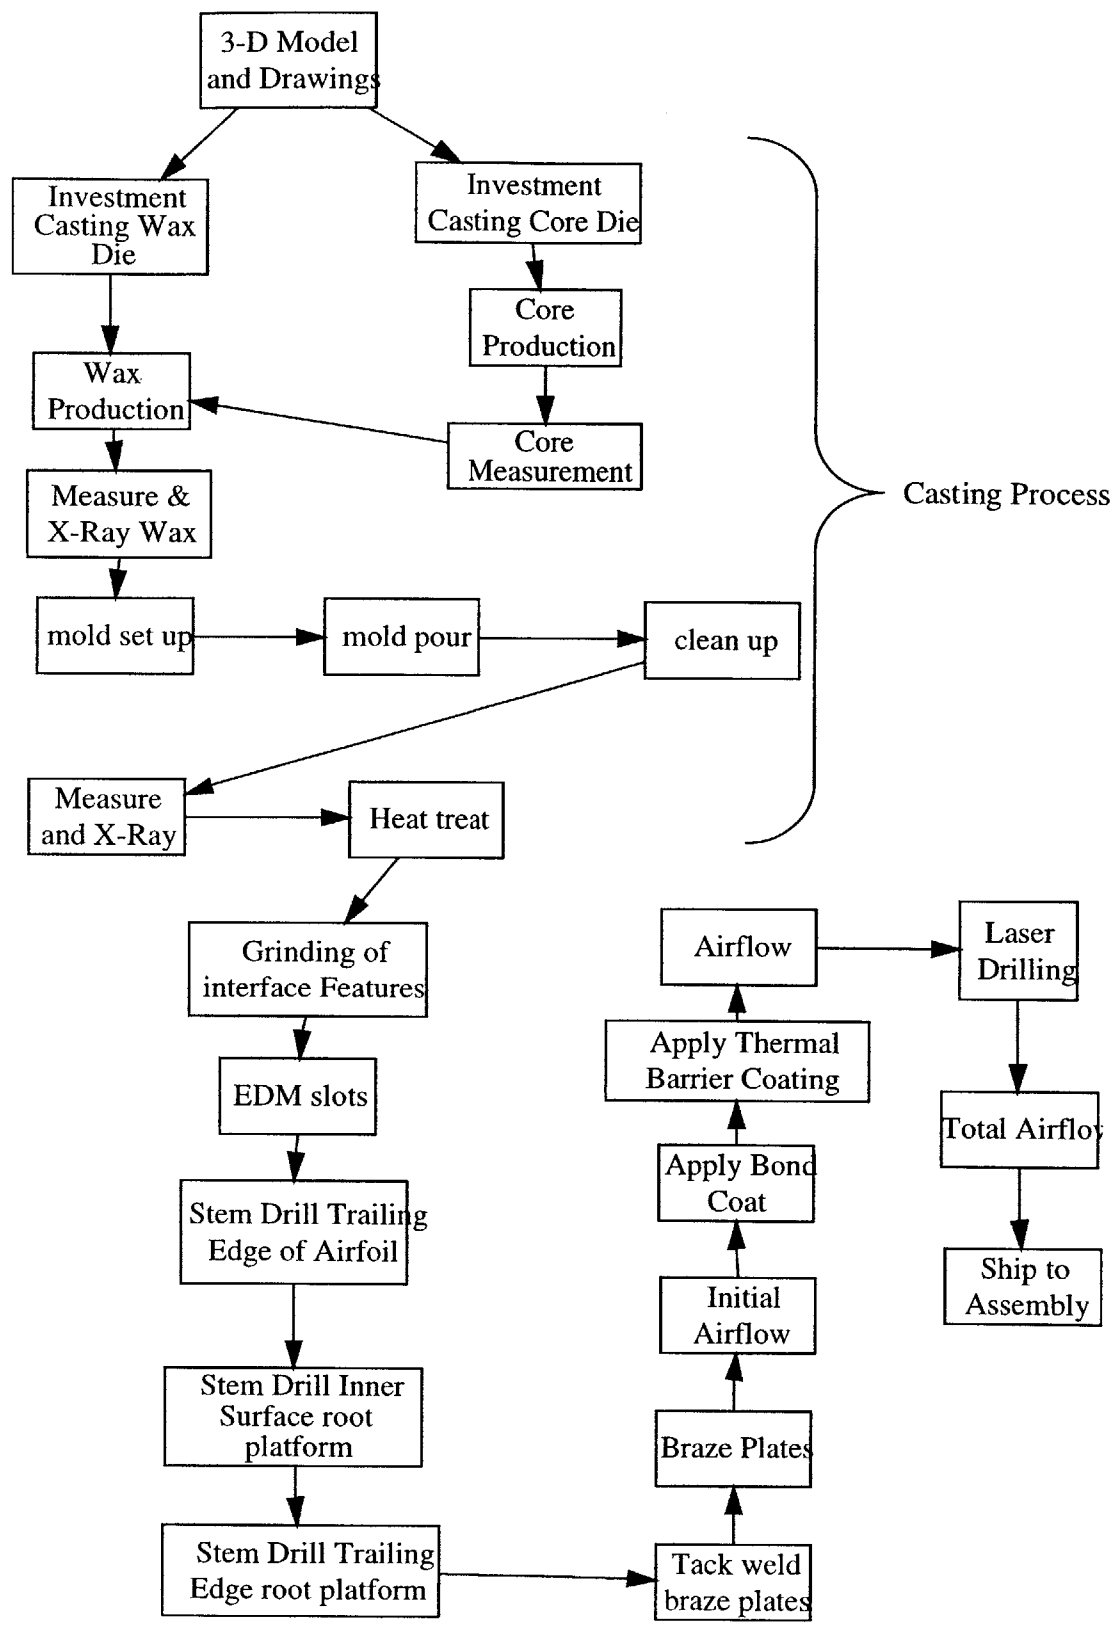 3-D Model
and Drawings
Investment
Casting Wax
Die
Investment
Casting Core Die
Core
Production
Wax
Production
Core
Measurement
Measure &
X-Ray Wax
Casting Process
mold set up
mold pour
clean up
Measure
and X-Ray
Heat treat
Grinding of
interface Features
EDM slots
Stem Drill Trailing
Edge of Airfoil
Stem Drill Inner
Surface root
platform
Stem Drill Trailing
Edge root platform
Tack weld
braze plates
Braze Plates
Initial
Airflow
Apply Bond
Coat
Apply Thermal
Barrier Coating
Airflow
Laser
Drilling
Total Airflow
Ship to
Assembly